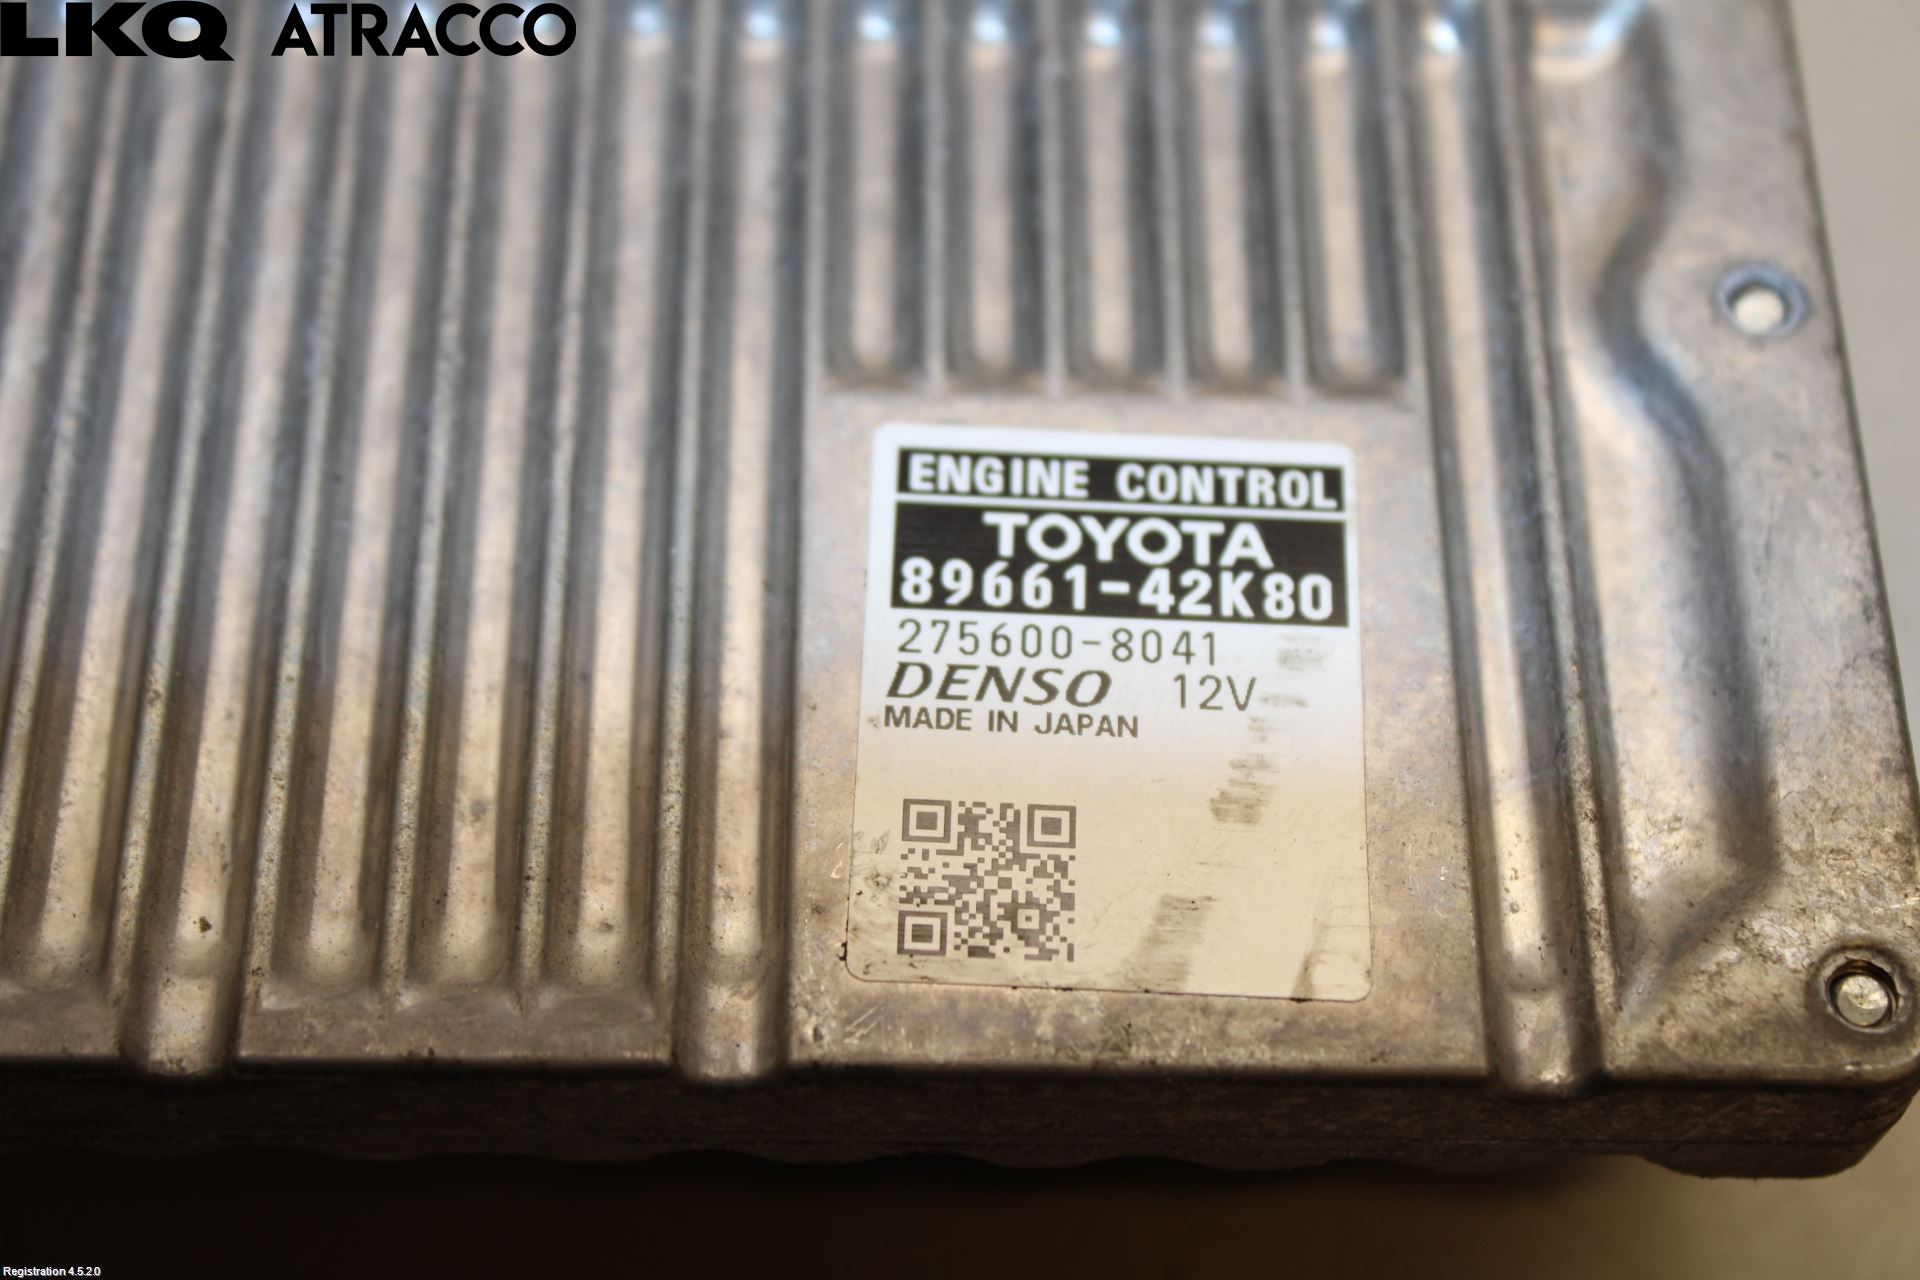 LKQ ATRACCO
ENGINE CONTROL
TOYOTA
89661-42K80
275600-8041
DENSO 12V
MADE IN JAPAN
Registration 4.5.2.0